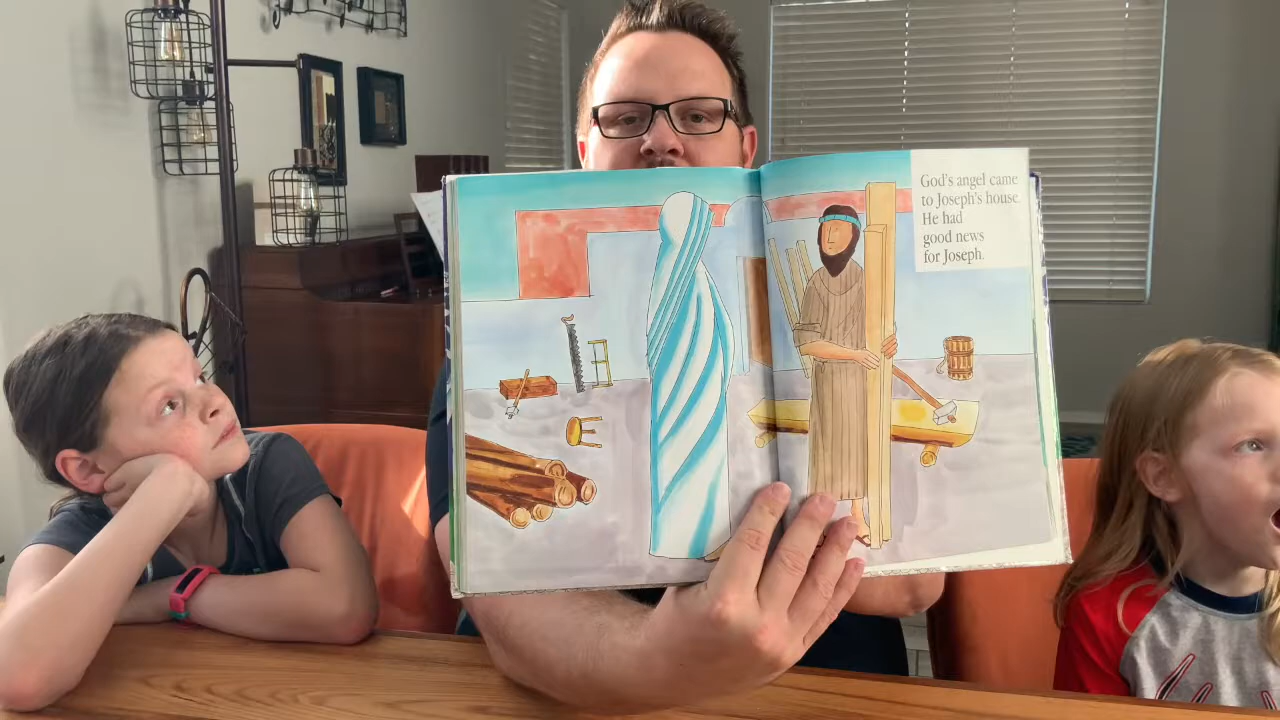 God's angel came
to Joseph's house.
He had
good news
for Joseph.